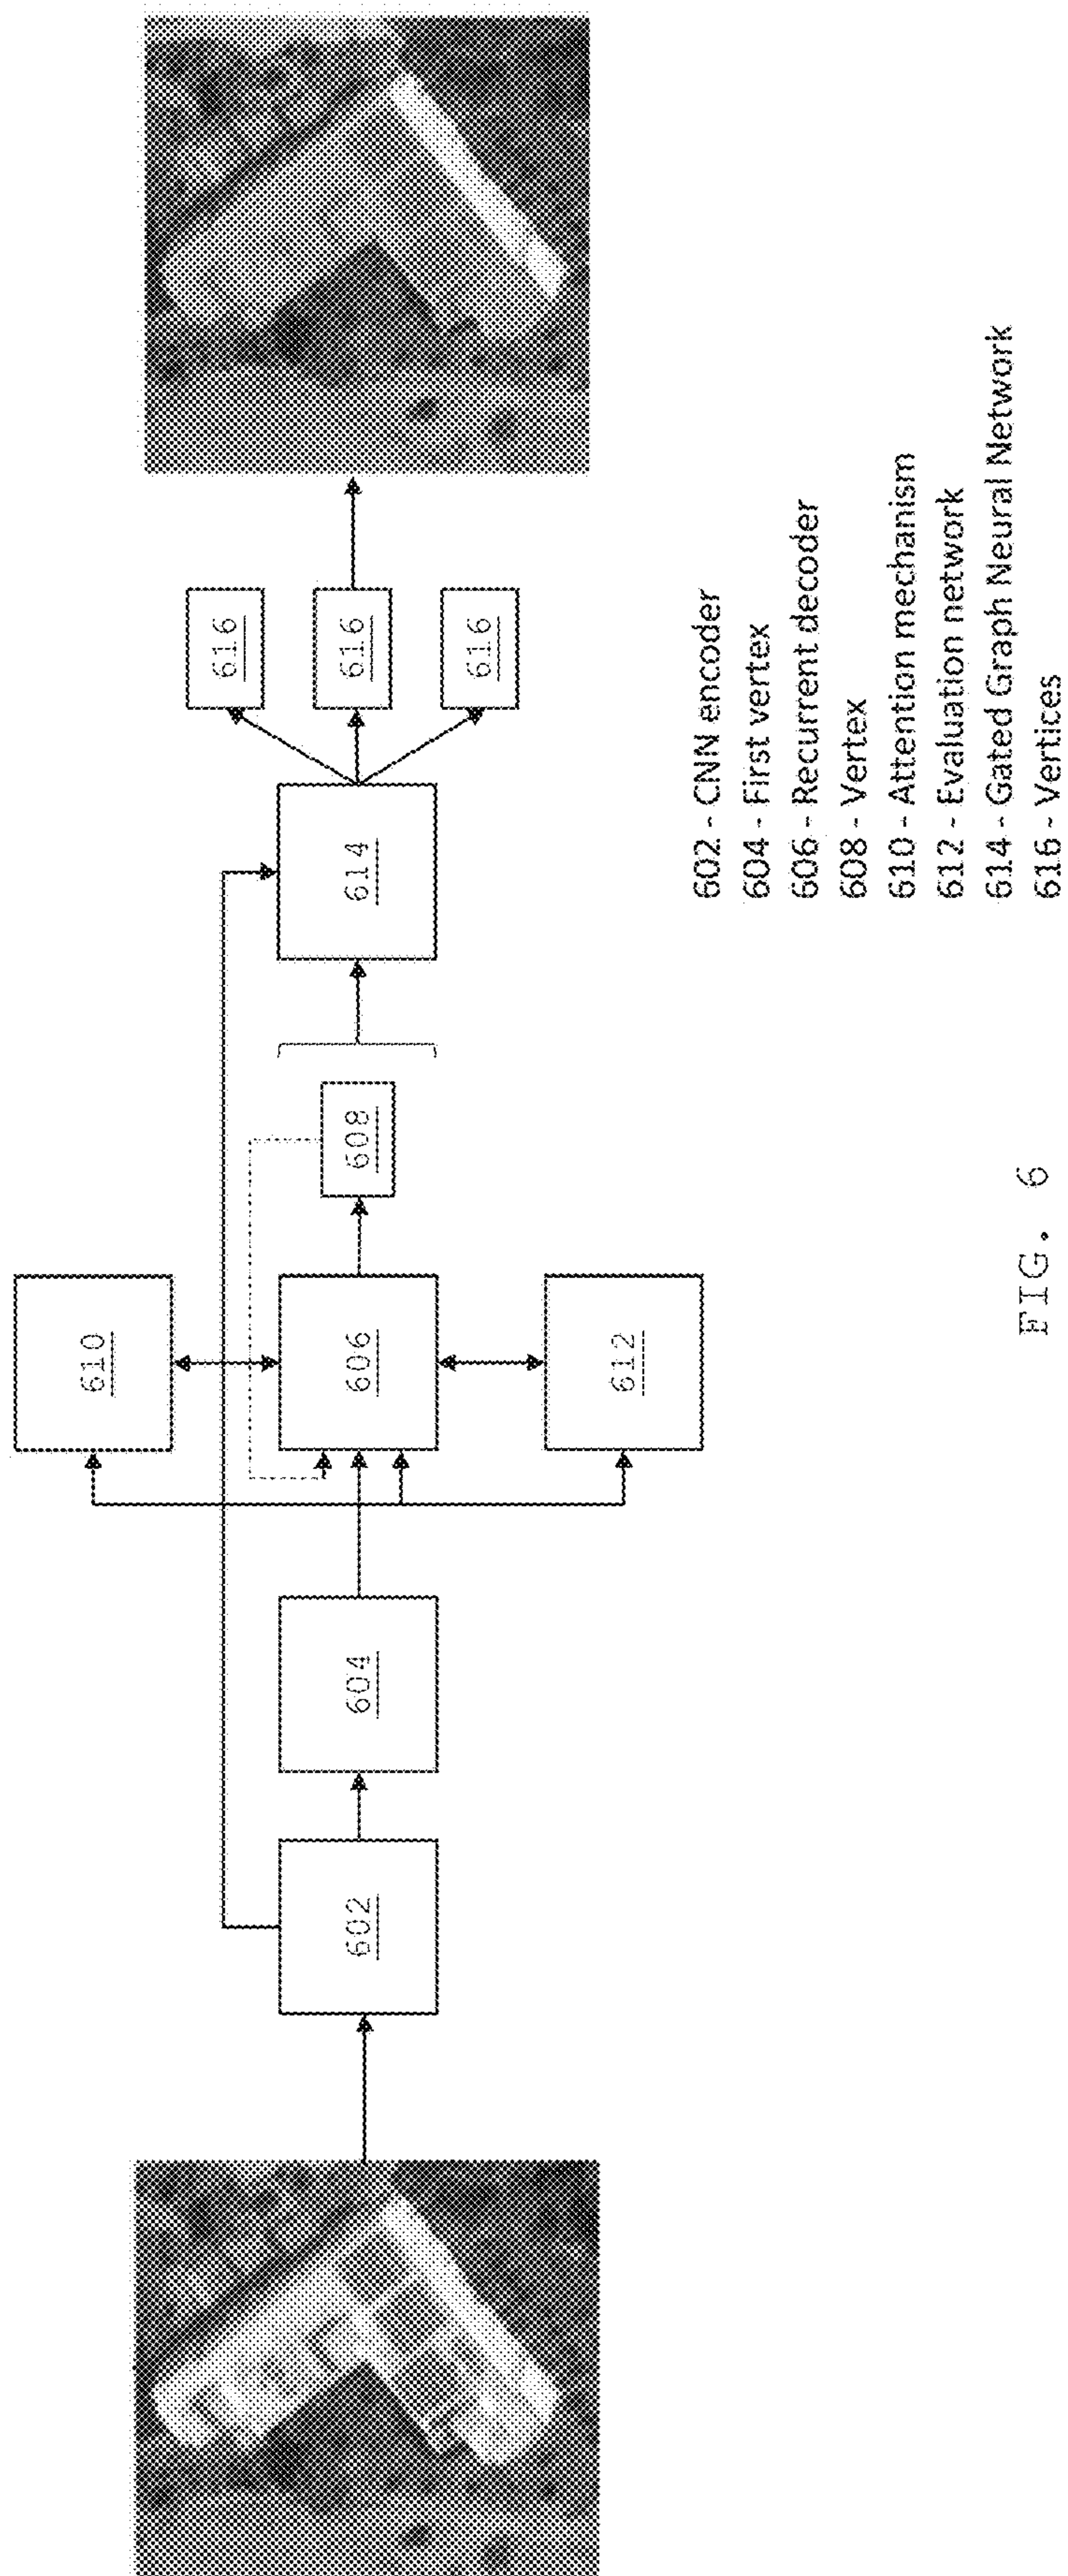 602
604
610
606
612
608
614
616
616
616
602 - CNN encoder
604 - First vertex
606 - Recurrent decoder
608 - Vertex
610 - Attention mechanism
612 - Evaluation network
614 - Gated Graph Neural Network
616 - Vertices
FIG. 6